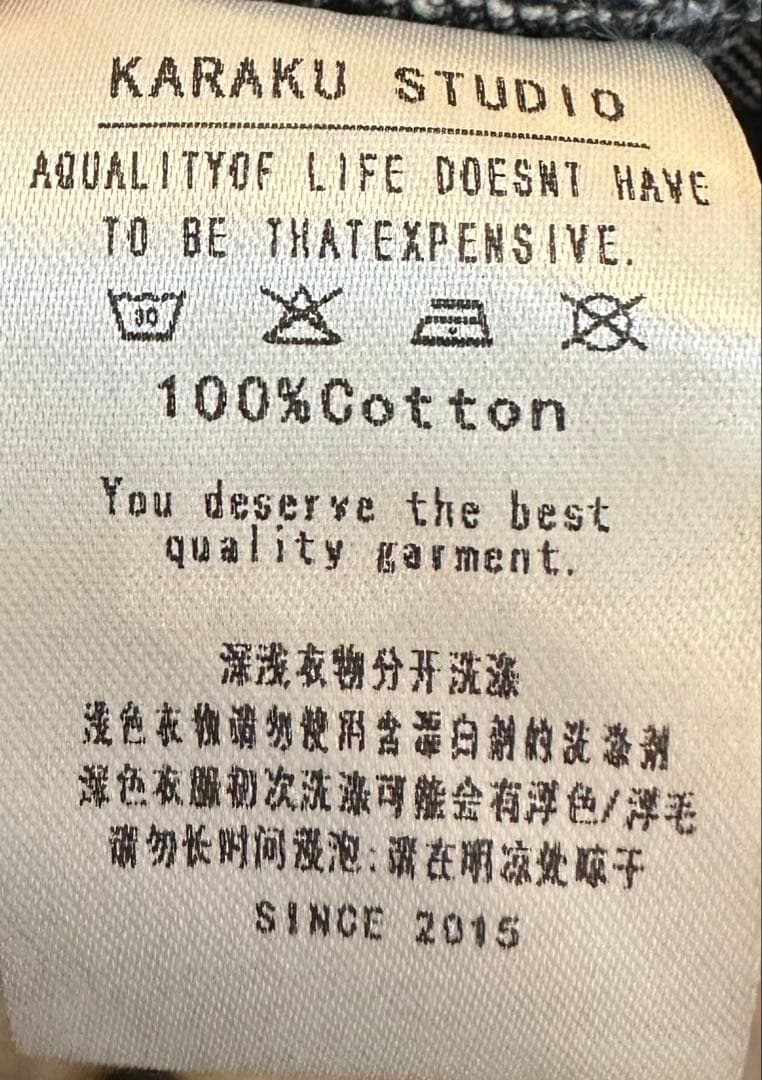 KARAKU STUDIO
AQUALITYOF LIFE DOESNT HAVE
TO BE THATEXPENSIVE.
30
100%Cotton
You deserve the best
quality garment.
深浅衣物分开洗涤
浅色衣物请勿使用含漂白剂的洗涤剂
深色衣服初次洗涤可能会有浮色/浮毛
请勿长时间浸泡:请在明凉处晾干
SINCE 2015